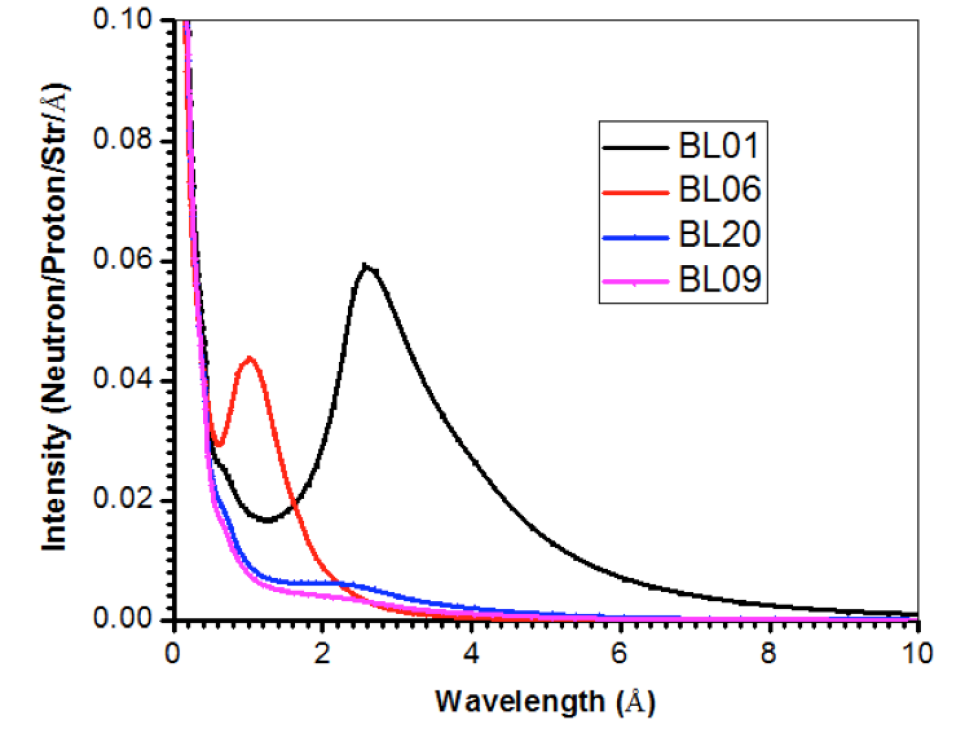 Intensity (Neutron/Proton/Str/Å)
0.10
0.08
0.06
0.04
0.02
0.00
BL01
BL06
BL20
BL09
0 2 4 6 8 10
Wavelength (Å)